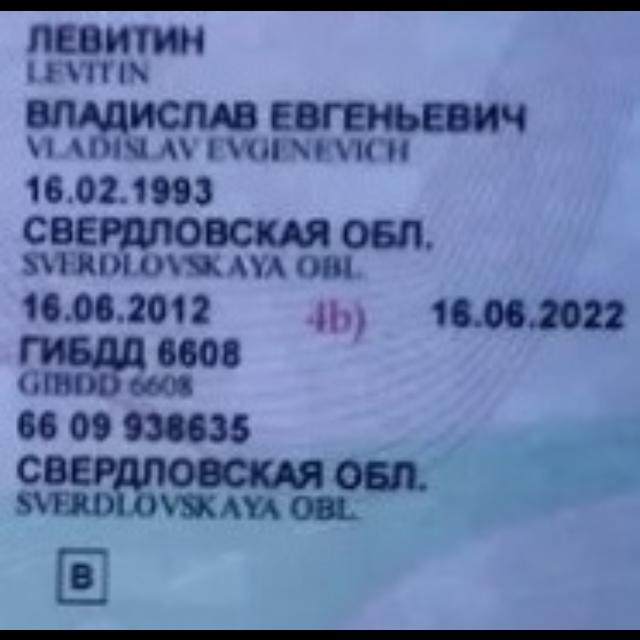 ЛЕВИТИН
LEVITIN
ВЛАДИСЛАВ ЕВГЕНЬЕВИЧ
VLADISLAV EVGENEVICH
16.02.1993
СВЕРДЛОВСКАЯ ОБЛ.
SVERDLOVSKAYA OBL.
16.06.2012 4b) 16.06.2022
ГИБДД 6608
GIBDD 6608
66 09 938635
СВЕРДЛОВСКАЯ ОБЛ.
SVERDLOVSKAYA OBL.
B